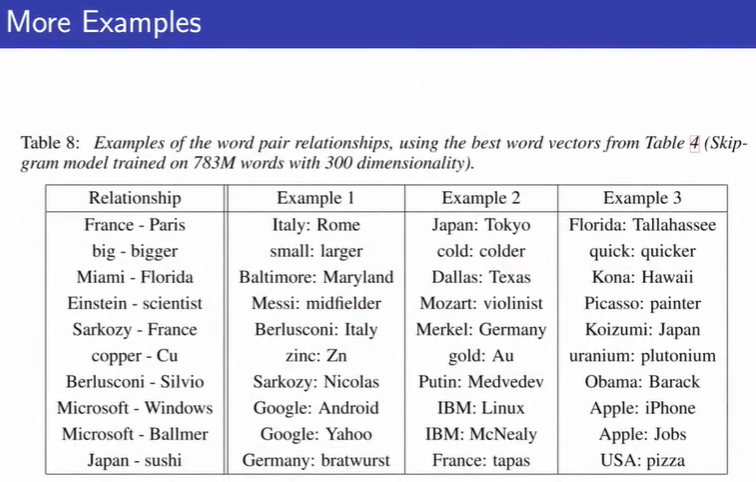 More Examples
Table 8: Examples of the word pair relationships, using the best word vectors from Table 4 (Skip-
gram model trained on 783M words with 300 dimensionality).
Relationship Example 1 Example 2 Example 3
France - Paris Italy: Rome Japan: Tokyo Florida: Tallahassee
big - bigger small: larger cold: colder quick: quicker
Miami - Florida Baltimore: Maryland Dallas: Texas Kona: Hawaii
Einstein - scientist Messi: midfielder Mozart: violinist Picasso: painter
Sarkozy - France Berlusconi: Italy Merkel: Germany Koizumi: Japan
copper - Cu zinc: Zn gold: Au uranium: plutonium
Berlusconi - Silvio Sarkozy: Nicolas Putin: Medvedev Obama: Barack
Microsoft - Windows Google: Android IBM: Linux Apple: iPhone
Microsoft - Ballmer Google: Yahoo IBM: McNealy Apple: Jobs
Japan - sushi Germany: bratwurst France: tapas USA: pizza